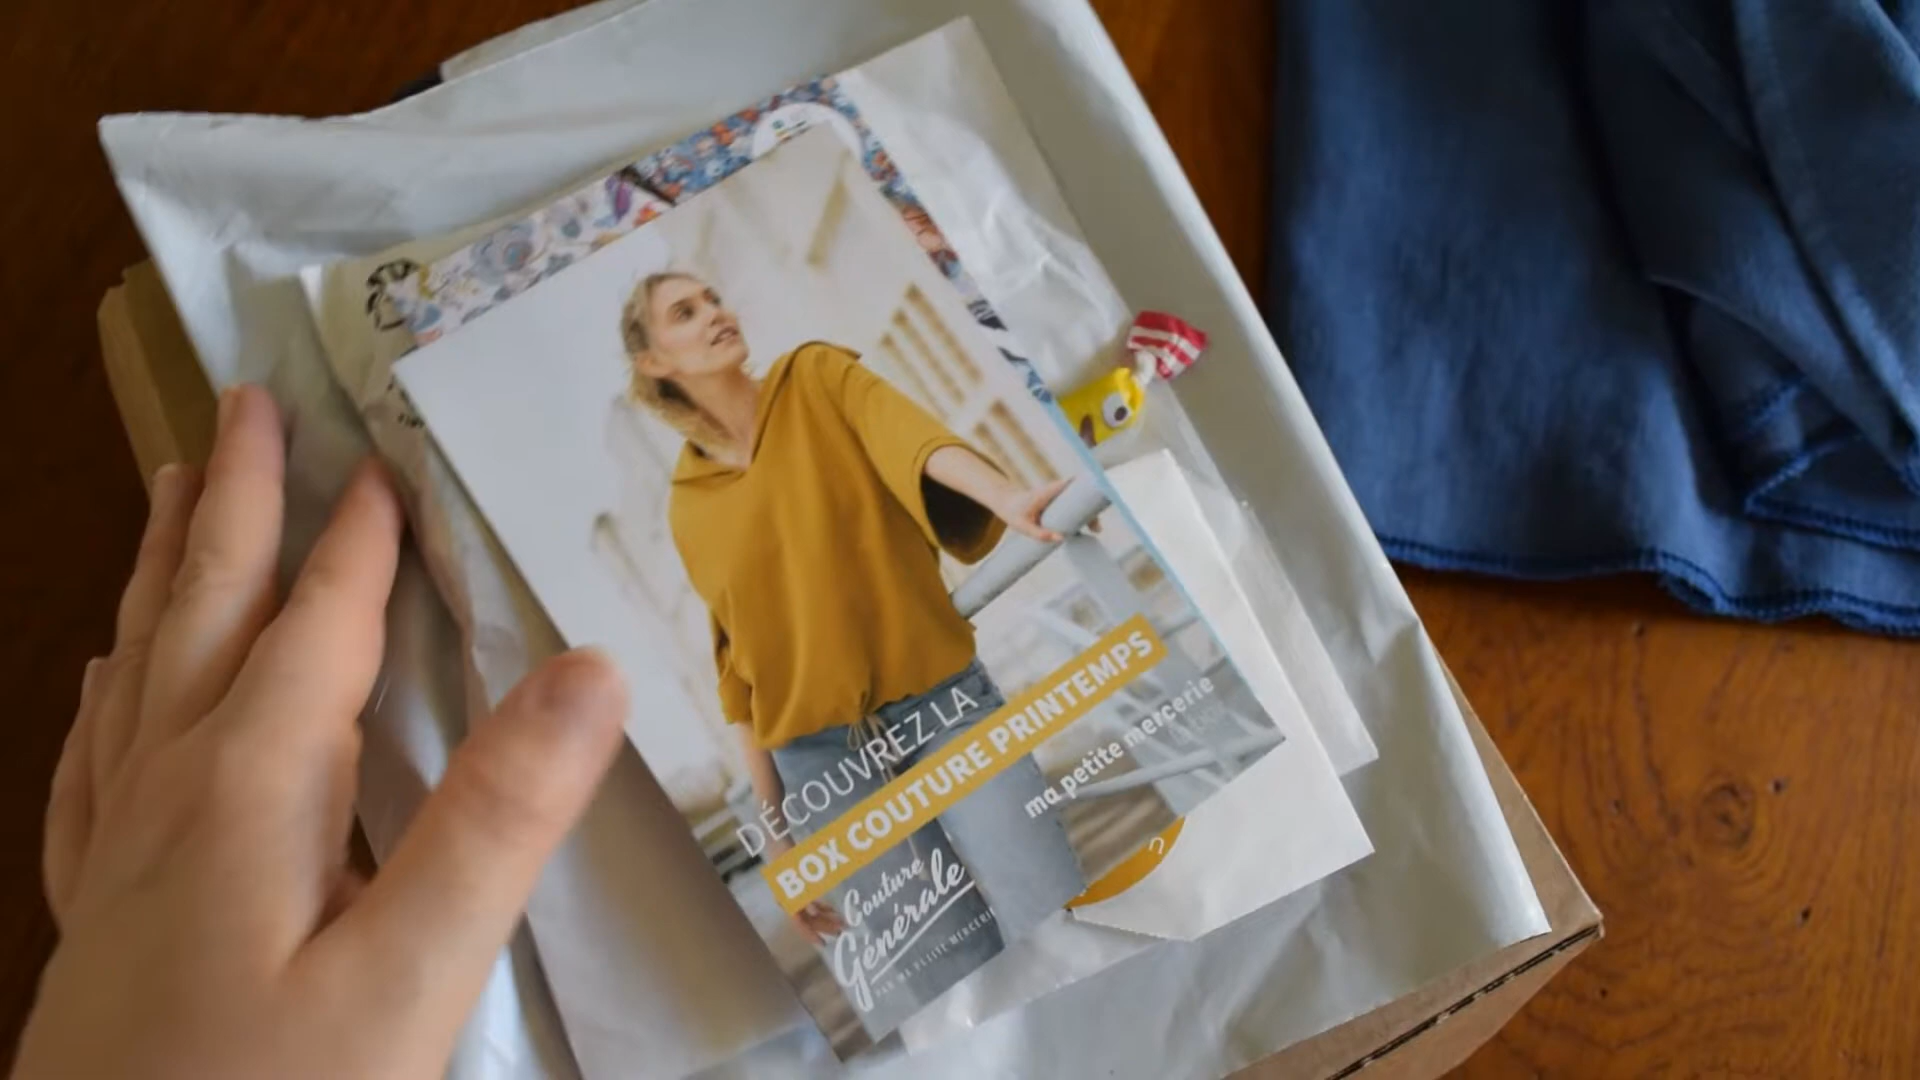 DÉCOUVREZ LA
BOX COUTURE PRINTEMPS
ma petite mercerie
Couture
Générale
PAR MA PETITE MERCERIE
?